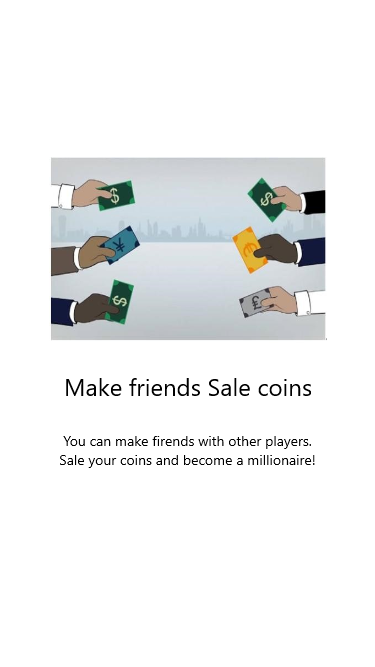 $
$
¥
€
$
£
Make friends Sale coins
You can make firends with other players.
Sale your coins and become a millionaire!